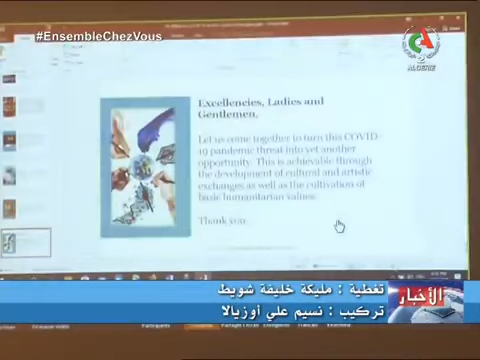 #EnsembleChezVous
ALGERIE
Excellencies, Ladies and
Gentlemen,
Let us come together to turn this COVID-
19 pandemic threat into yet another
opportunity. This is achievable through
the development of cultural and artistic
exchanges as well as the cultivation of
basic humanitarian values.
Thank you.
تغطية : مليكة خليفة شويط
الأخبار
تركيب : نسيم علي أوزيالا
Participants